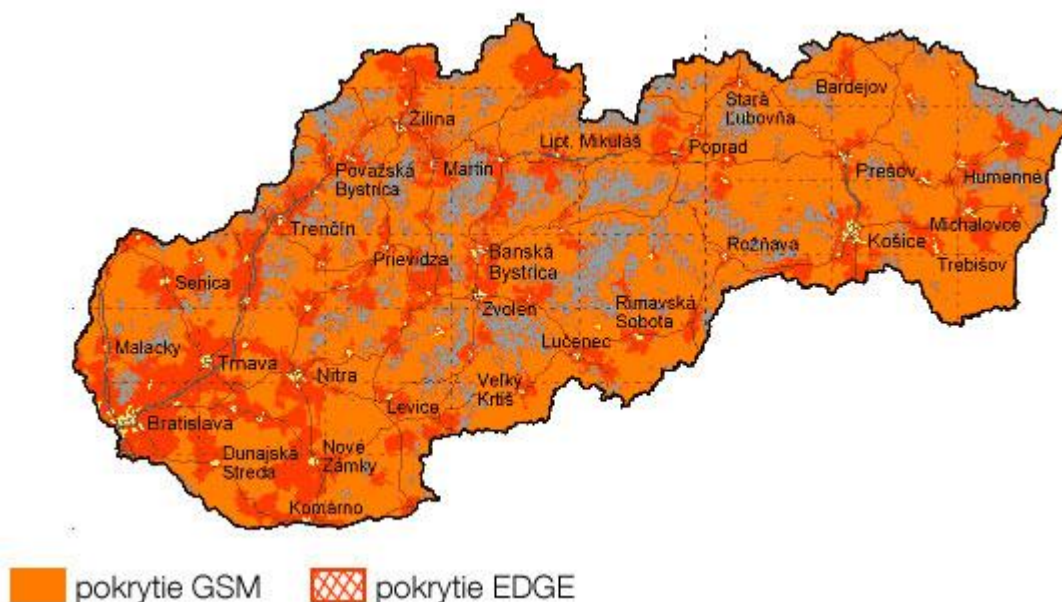 Bardejov
Stará
Ľubovňa
Žilina
Lipt. Mikuláš
Poprad
Považská
Bystrica
Martin
Prešov
Humenné
Trenčín
Michalovce
Košice
Rožňava
Prievidza
Banská
Bystrica
Trebišov
Senica
Zvolen
Rimavská
Sobota
Lučenec
Malacky
Trnava
Nitra
Veľký
Krtíš
Levice
Bratislava
Dunajská
Streda
Nové
Zámky
Komárno
pokrytie GSM
pokrytie EDGE